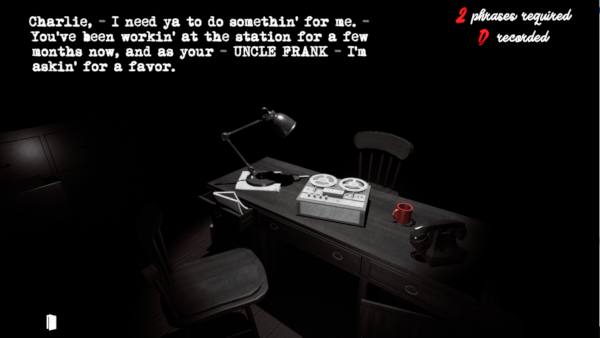 Charlie, - I need ya to do somethin' for me. -
You've been workin' at the station for a few
months now, and as your - UNCLE FRANK - I'm
askin' for a favor.
2 phrases required
0 recorded